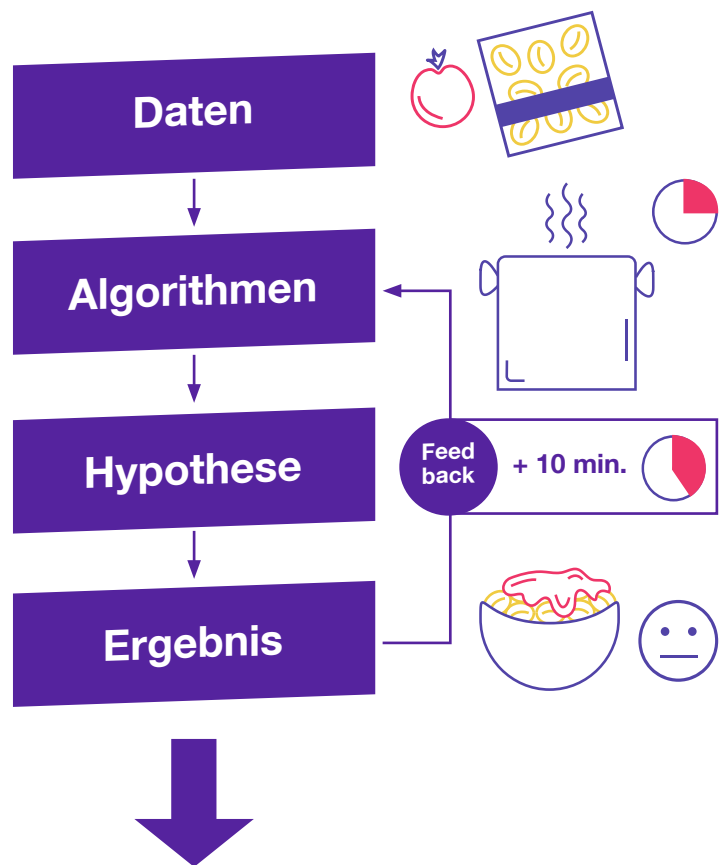 Daten
Algorithmen
Hypothese
Feed
back
+ 10 min.
Ergebnis